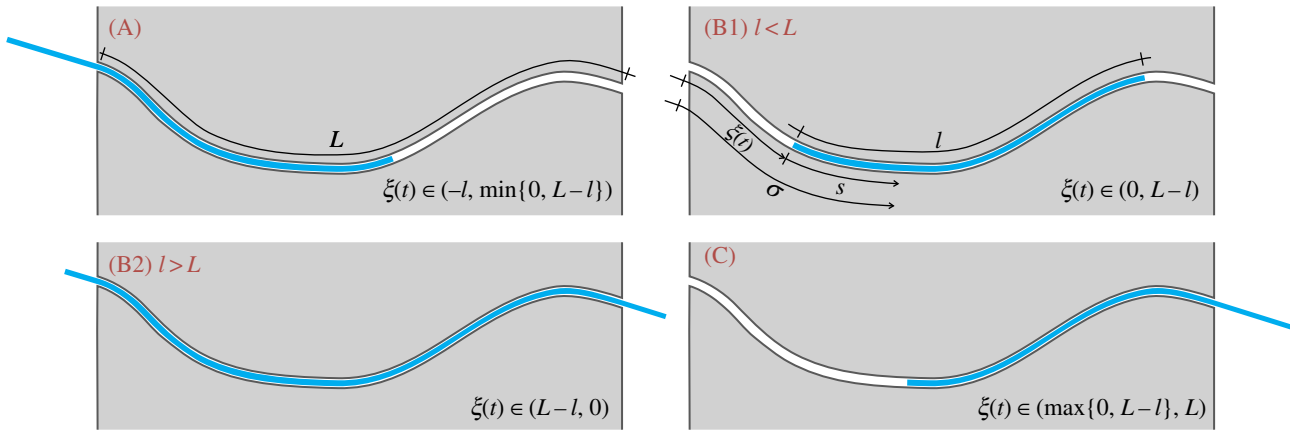 (A)
L
ξ(t) ∈ (–l, min{0, L – l})
(B1) l < L
l
ξ(t)
s
σ
ξ(t) ∈ (0, L – l)
(B2) l > L
ξ(t) ∈ (L – l, 0)
(C)
ξ(t) ∈ (max{0, L – l}, L)